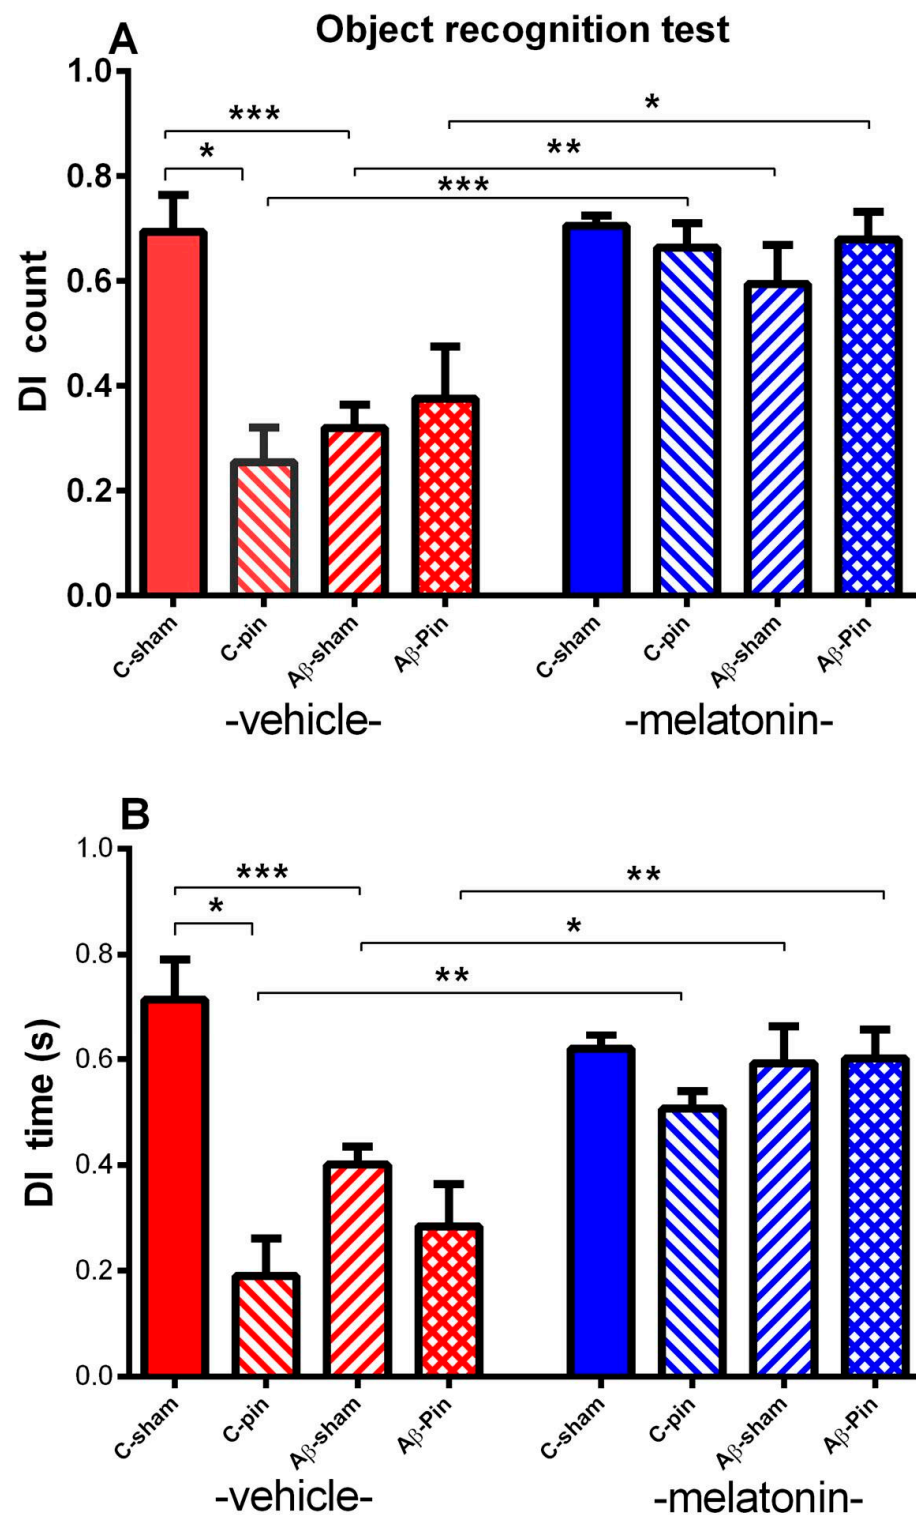 Object recognition test
A
DI count
1.0
0.8
0.6
0.4
0.2
0.0
***
*
*
**
***
C-sham
C-pin
Aβ-sham
Aβ-Pin
C-sham
C-pin
Aβ-sham
Aβ-Pin
-vehicle-
-melatonin-
B
DI time (s)
1.0
0.8
0.6
0.4
0.2
0.0
***
*
**
*
**
C-sham
C-pin
Aβ-sham
Aβ-Pin
C-sham
C-pin
Aβ-sham
Aβ-Pin
-vehicle-
-melatonin-